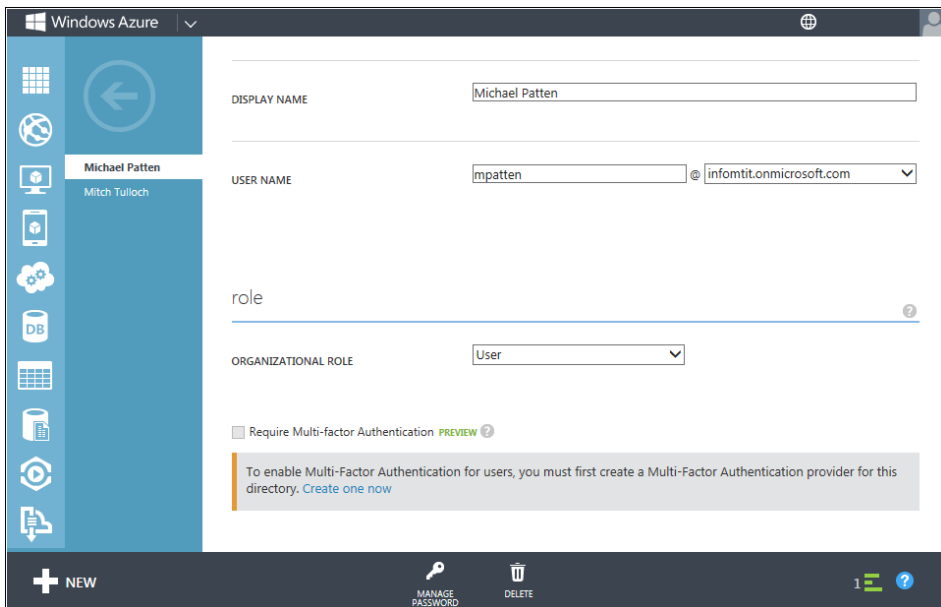 Windows Azure
DISPLAY NAME
Michael Patten
Michael Patten
Mitch Tulloch
USER NAME
mpatten
@
infomtit.onmicrosoft.com
role
?
ORGANIZATIONAL ROLE
User
Require Multi-factor Authentication PREVIEW ?
To enable Multi-Factor Authentication for users, you must first create a Multi-Factor Authentication provider for this
directory. Create one now
DB
NEW
MANAGE
PASSWORD
DELETE
1
?